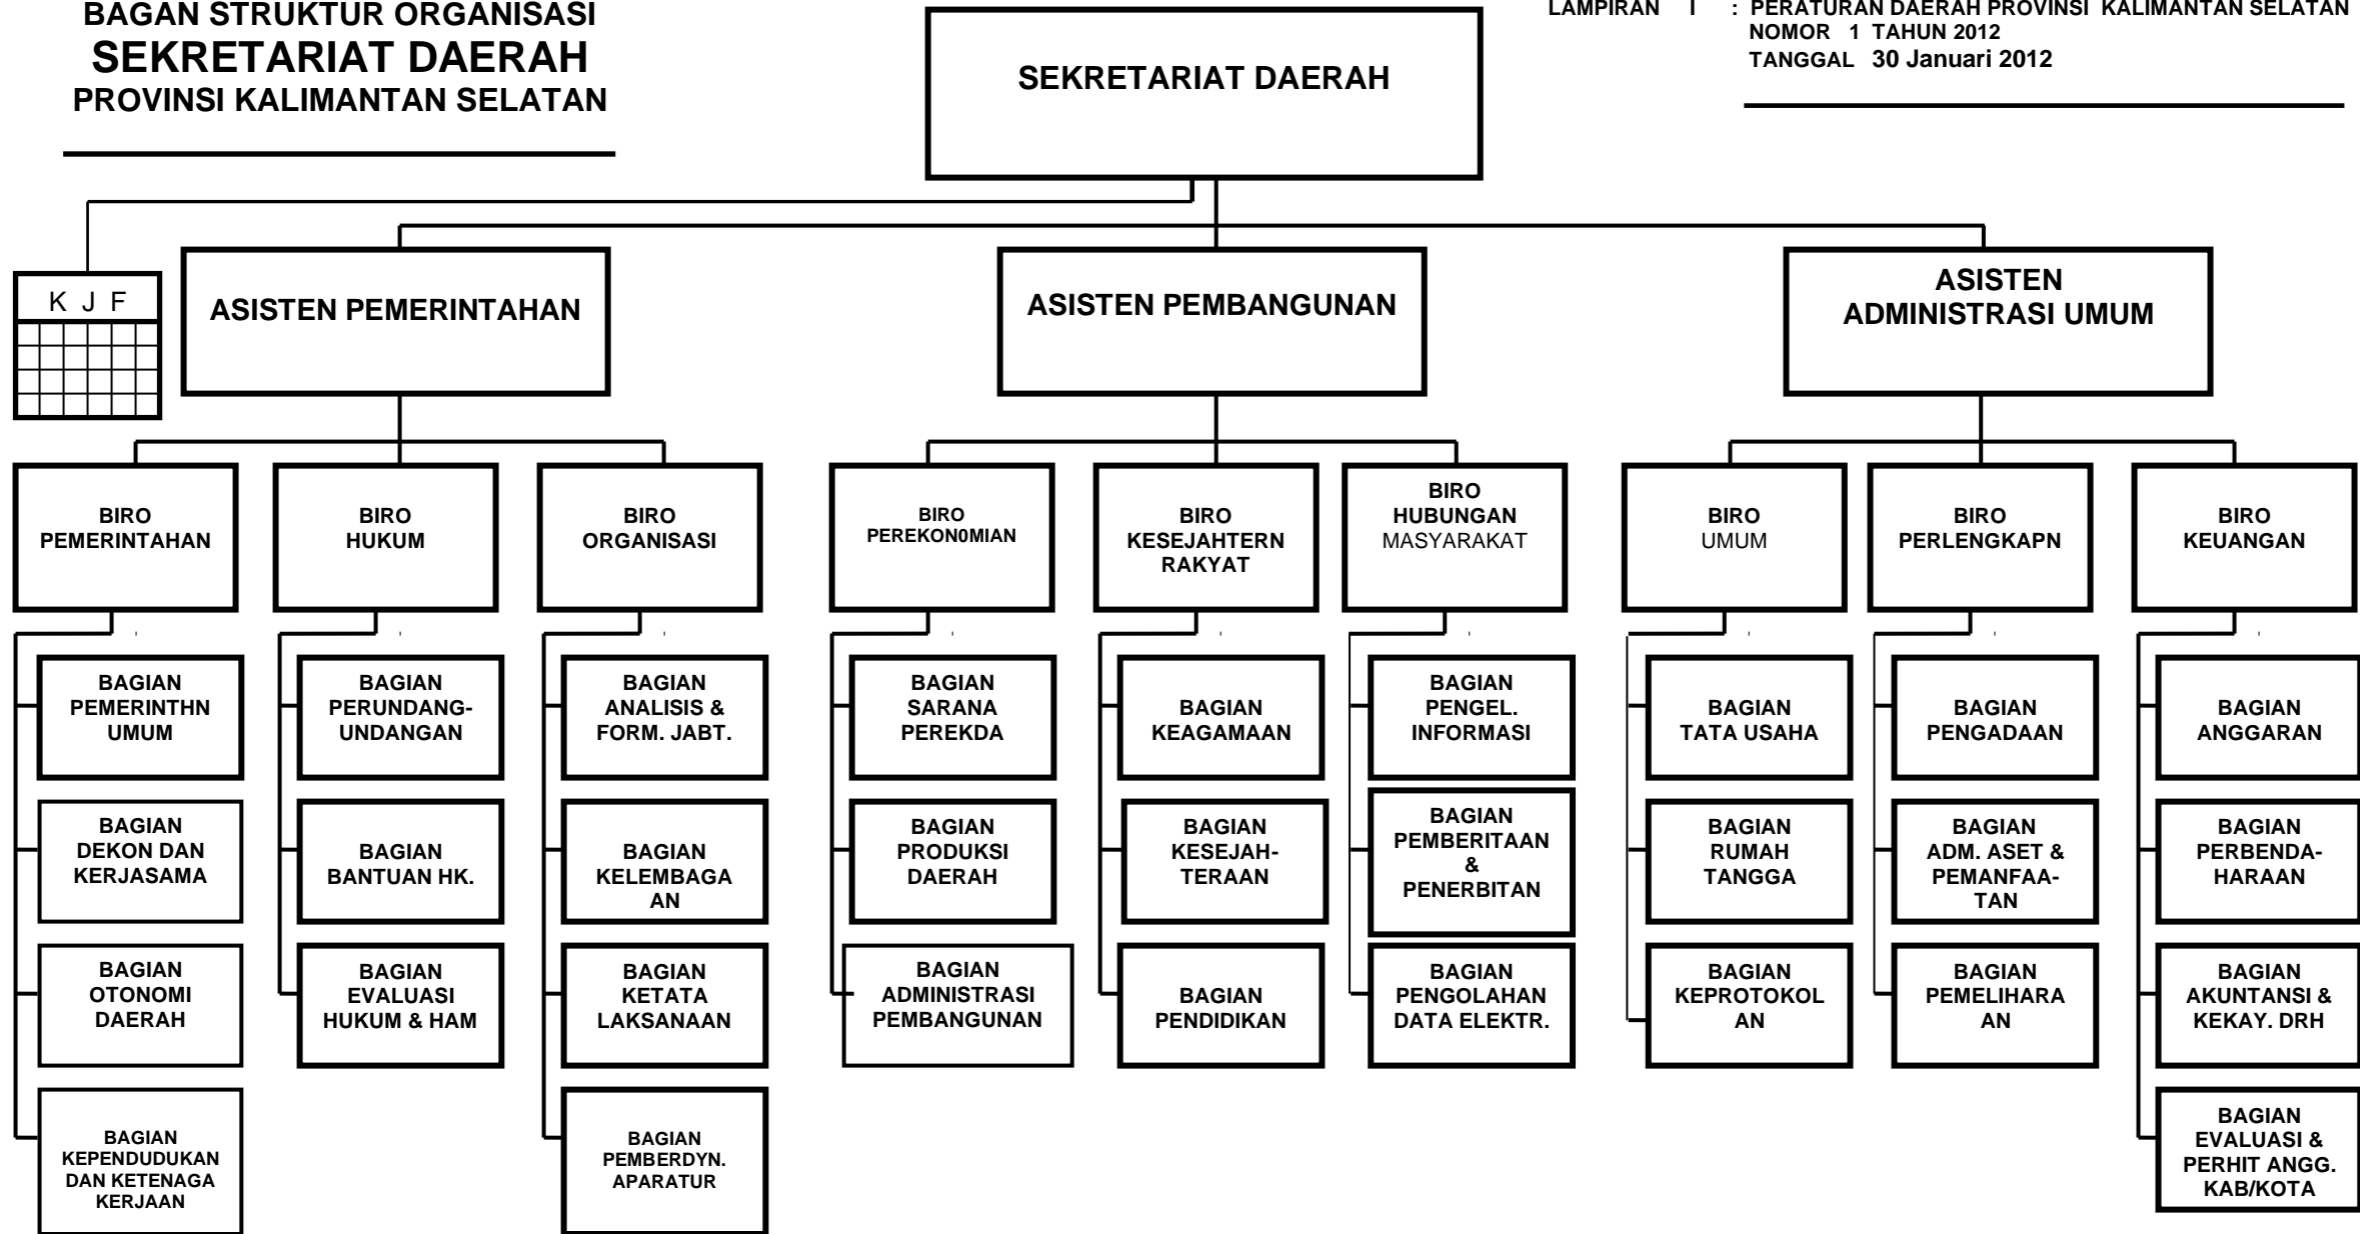 BAGAN STRUKTUR ORGANISASI
SEKRETARIAT DAERAH
PROVINSI KALIMANTAN SELATAN
LAMPIRAN I : PERATURAN DAERAH PROVINSI KALIMANTAN SELATAN
NOMOR 1 TAHUN 2012
TANGGAL 30 Januari 2012
SEKRETARIAT DAERAH
K J F
ASISTEN PEMERINTAHAN
ASISTEN PEMBANGUNAN
ASISTEN
ADMINISTRASI UMUM
BIRO
PEMERINTAHAN
BIRO
HUKUM
BIRO
ORGANISASI
BIRO
PEREKON0MIAN
BIRO
KESEJAHTERN
RAKYAT
BIRO
HUBUNGAN
MASYARAKAT
BIRO
UMUM
BIRO
PERLENGKAPN
BIRO
KEUANGAN
BAGIAN
PEMERINTHN
UMUM
BAGIAN
PERUNDANG-
UNDANGAN
BAGIAN
ANALISIS &
FORM. JABT.
BAGIAN
SARANA
PEREKDA
BAGIAN
KEAGAMAAN
BAGIAN
PENGEL.
INFORMASI
BAGIAN
TATA USAHA
BAGIAN
PENGADAAN
BAGIAN
ANGGARAN
BAGIAN
DEKON DAN
KERJASAMA
BAGIAN
BANTUAN HK.
BAGIAN
KELEMBAGA
AN
BAGIAN
PRODUKSI
DAERAH
BAGIAN
KESEJAH-
TERAAN
BAGIAN
PEMBERITAAN
&
PENERBITAN
BAGIAN
RUMAH
TANGGA
BAGIAN
ADM. ASET &
PEMANFAA-
TAN
BAGIAN
PERBENDA-
HARAAN
BAGIAN
OTONOMI
DAERAH
BAGIAN
EVALUASI
HUKUM & HAM
BAGIAN
KETATA
LAKSANAAN
BAGIAN
ADMINISTRASI
PEMBANGUNAN
BAGIAN
PENDIDIKAN
BAGIAN
PENGOLAHAN
DATA ELEKTR.
BAGIAN
KEPROTOKOL
AN
BAGIAN
PEMELIHARA
AN
BAGIAN
AKUNTANSI &
KEKAY. DRH
BAGIAN
KEPENDUDUKAN
DAN KETENAGA
KERJAAN
BAGIAN
PEMBERDYN.
APARATUR
BAGIAN
EVALUASI &
PERHIT ANGG.
KAB/KOTA